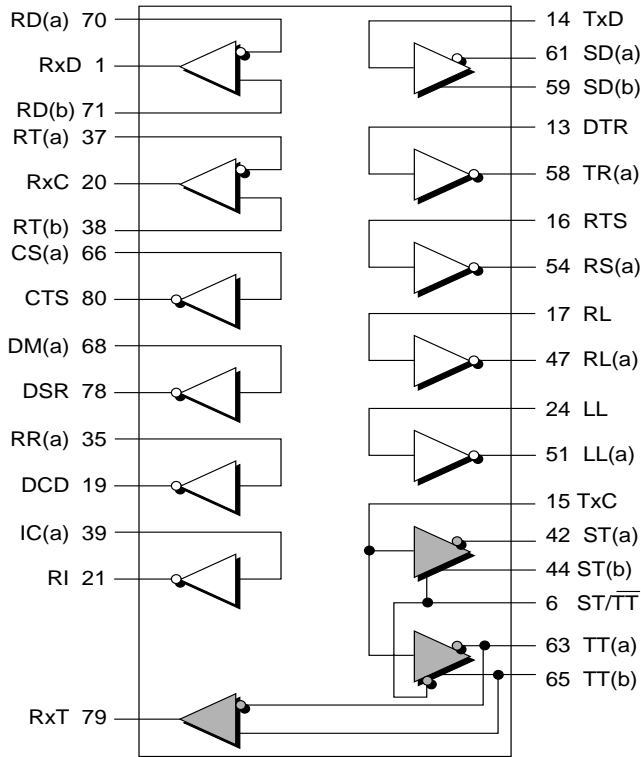 RD(a) 70
RxD 1
RD(b) 71
RT(a) 37
RxC 20
RT(b) 38
CS(a) 66
CTS 80
DM(a) 68
DSR 78
RR(a) 35
DCD 19
IC(a) 39
RI 21
RxT 79
14 TxD
61 SD(a)
59 SD(b)
13 DTR
58 TR(a)
16 RTS
54 RS(a)
17 RL
47 RL(a)
24 LL
51 LL(a)
15 TxC
42 ST(a)
44 ST(b)
6 ST/T̅T̅
63 TT(a)
65 TT(b)